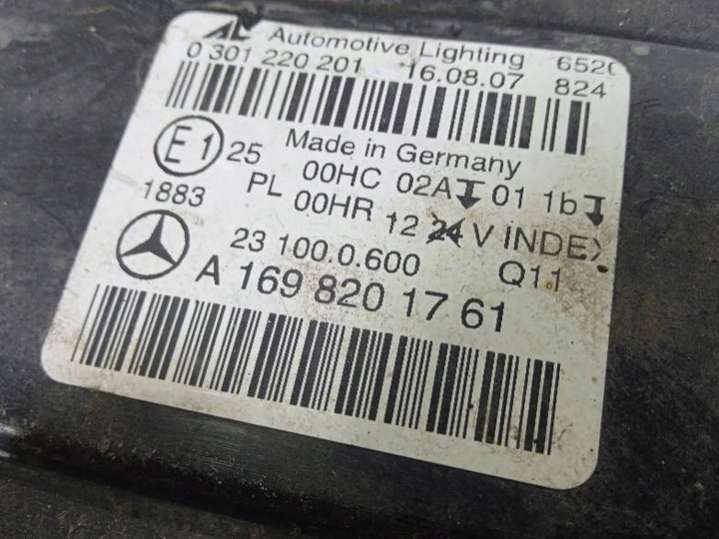 AL Automotive Lighting 652
0 301 220 201 16.08.07 824
Made in Germany
E1 25 00HC 02A 01 1b
1883 PL 00HR 12 24 V INDEX
23 100.0.600 Q11
A 169 820 17 61